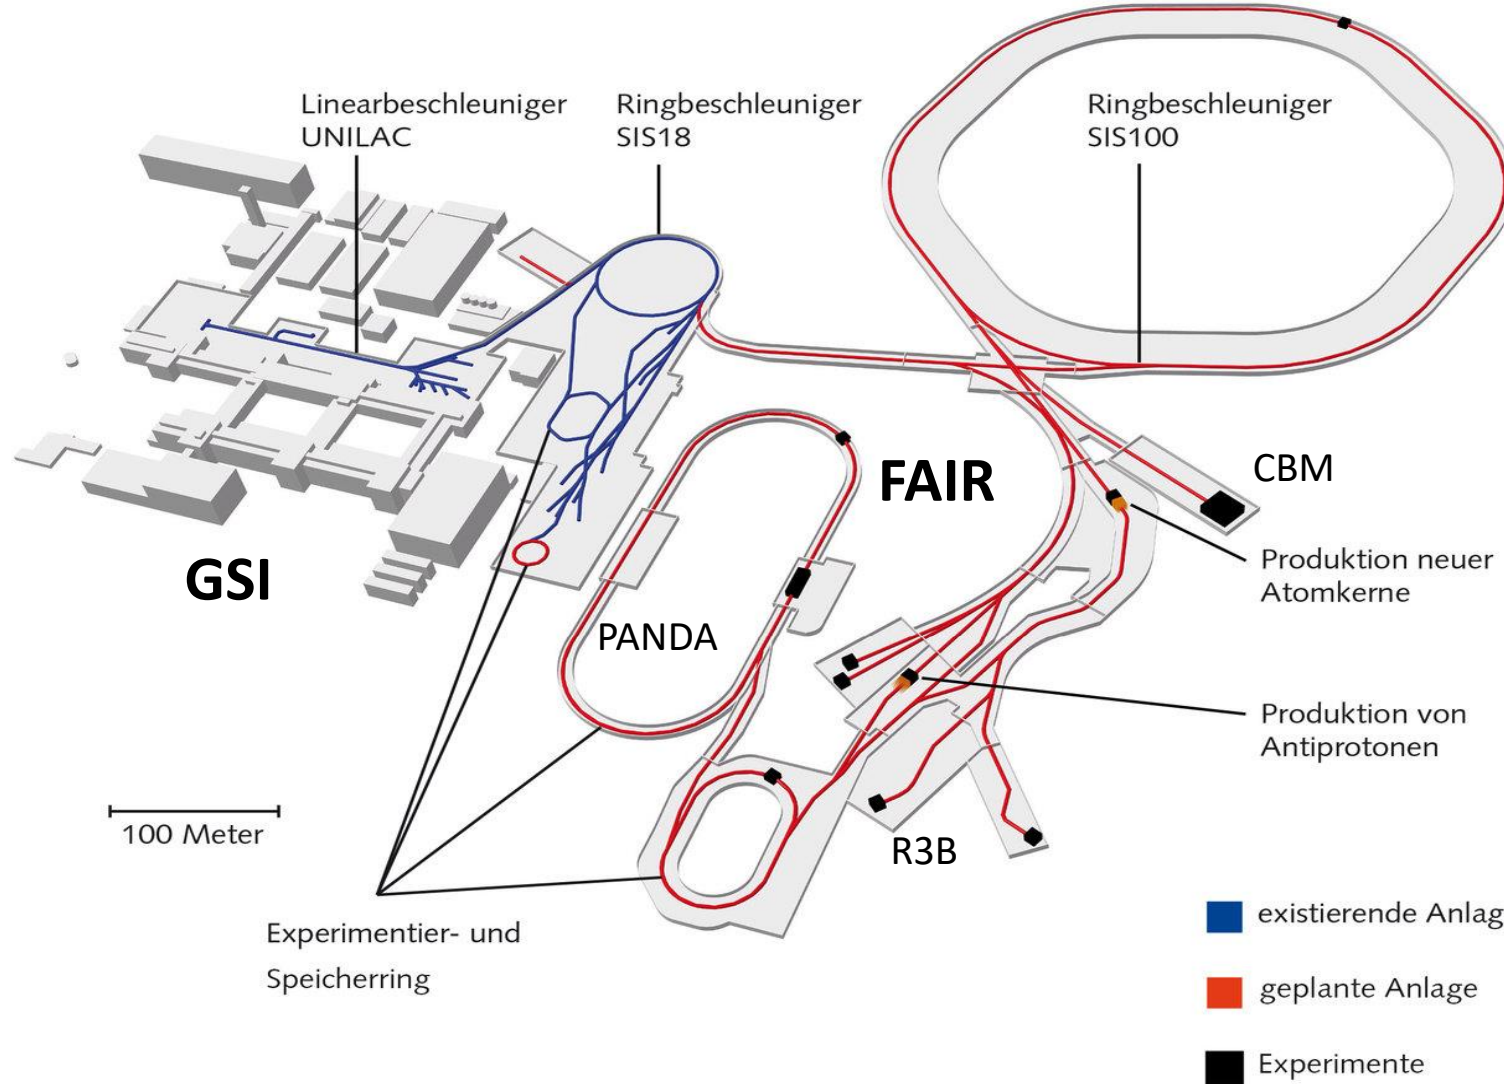 Linearbeschleuniger
UNILAC
Ringbeschleuniger
SIS18
Ringbeschleuniger
SIS100
FAIR
CBM
GSI
Produktion neuer
Atomkerne
PANDA
Produktion von
Antiprotonen
100 Meter
R3B
Experimentier- und
Speicherring
existierende Anlag
geplante Anlage
Experimente